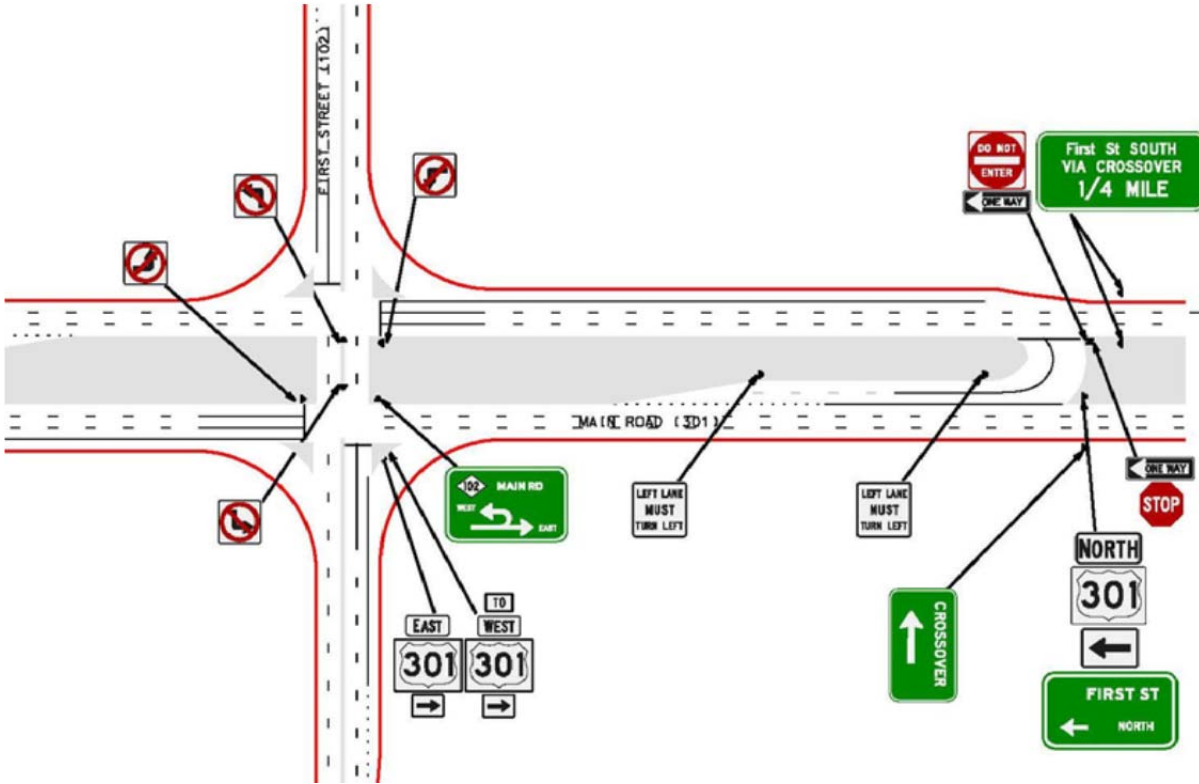 FIRST STREET (102)
DO NOT
ENTER
ONE WAY
First St SOUTH
VIA CROSSOVER
1/4 MILE
MAIN ROAD (301)
102 MAIN RD
WEST
EAST
LEFT LANE
MUST
TURN LEFT
LEFT LANE
MUST
TURN LEFT
ONE WAY
STOP
CROSSOVER
NORTH
301
FIRST ST
NORTH
TO
EAST
WEST
301
301